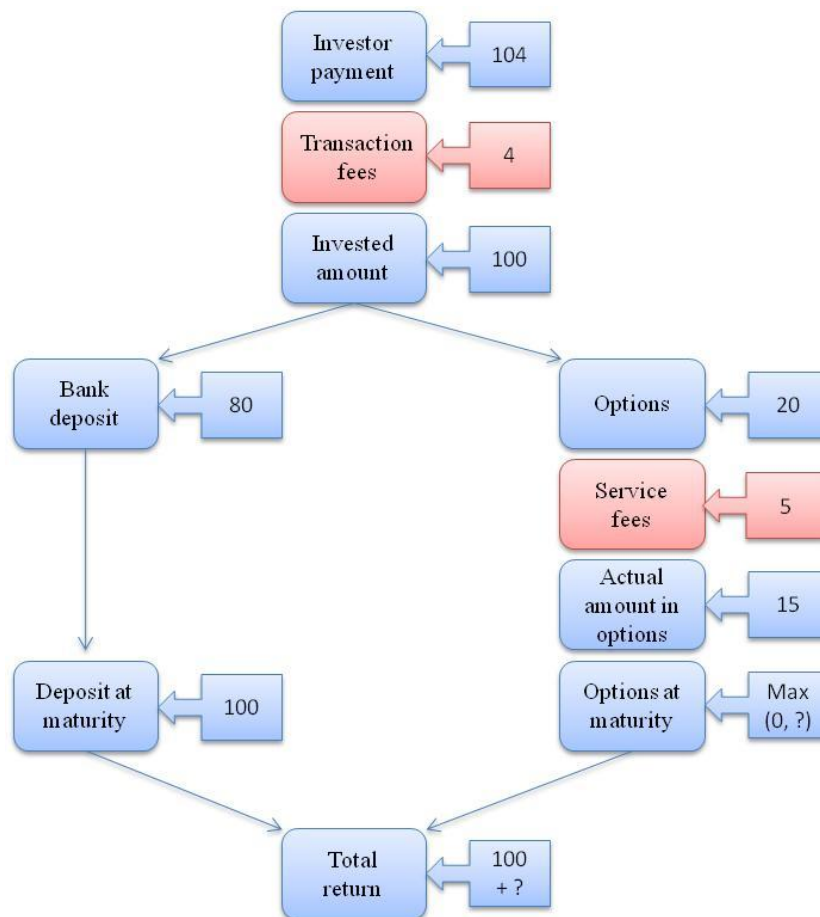 Investor
payment
104
Transaction
fees
4
Invested
amount
100
Bank
deposit
80
Options
20
Service
fees
5
Actual
amount in
options
15
Deposit at
maturity
100
Options at
maturity
Max
(0, ?)
Total
return
100
+ ?